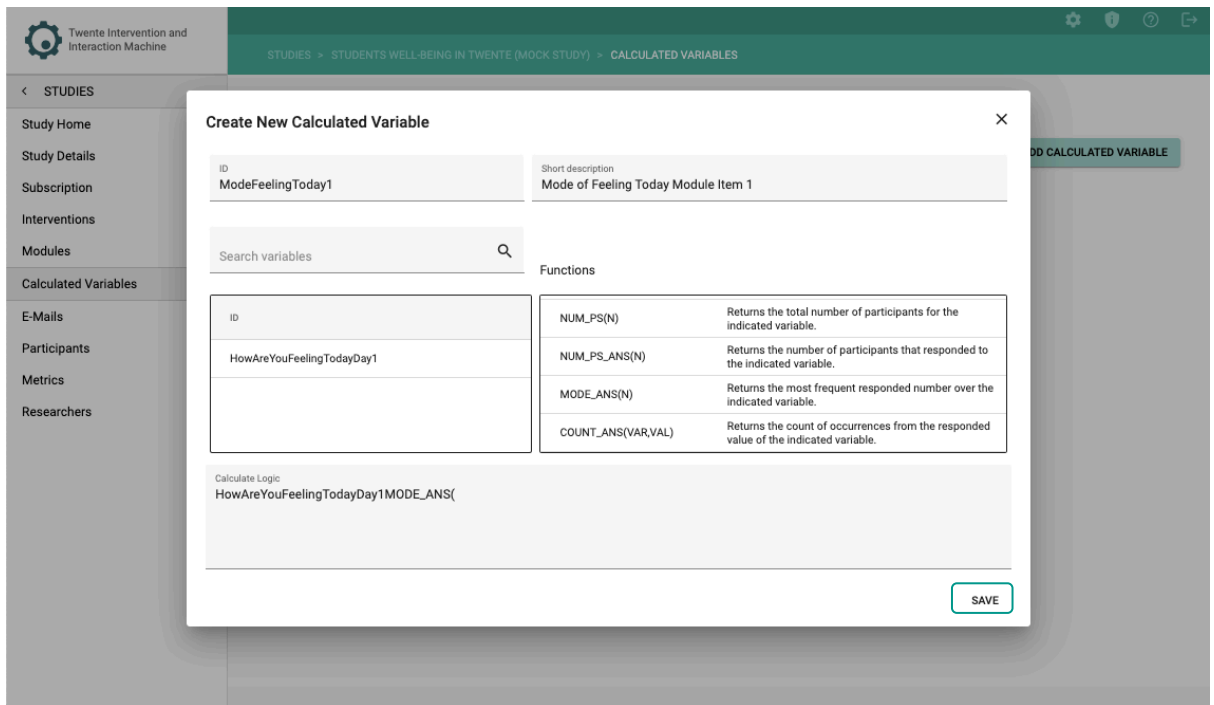 Twente Intervention and
Interaction Machine
STUDIES > STUDENTS WELL-BEING IN TWENTE (MOCK STUDY) > CALCULATED VARIABLES
< STUDIES
Study Home
Study Details
Subscription
Interventions
Modules
Calculated Variables
E-Mails
Participants
Metrics
Researchers
DD CALCULATED VARIABLE
Create New Calculated Variable
ID
ModeFeelingToday1
Short description
Mode of Feeling Today Module Item 1
Search variables
Functions
ID
HowAreYouFeelingTodayDay1
NUM_PS(N)
Returns the total number of participants for the
indicated variable.
NUM_PS_ANS(N)
Returns the number of participants that responded to
the indicated variable.
MODE_ANS(N)
Returns the most frequent responded number over the
indicated variable.
COUNT_ANS(VAR,VAL)
Returns the count of occurrences from the responded
value of the indicated variable.
Calculate Logic
HowAreYouFeelingTodayDay1MODE_ANS(
SAVE